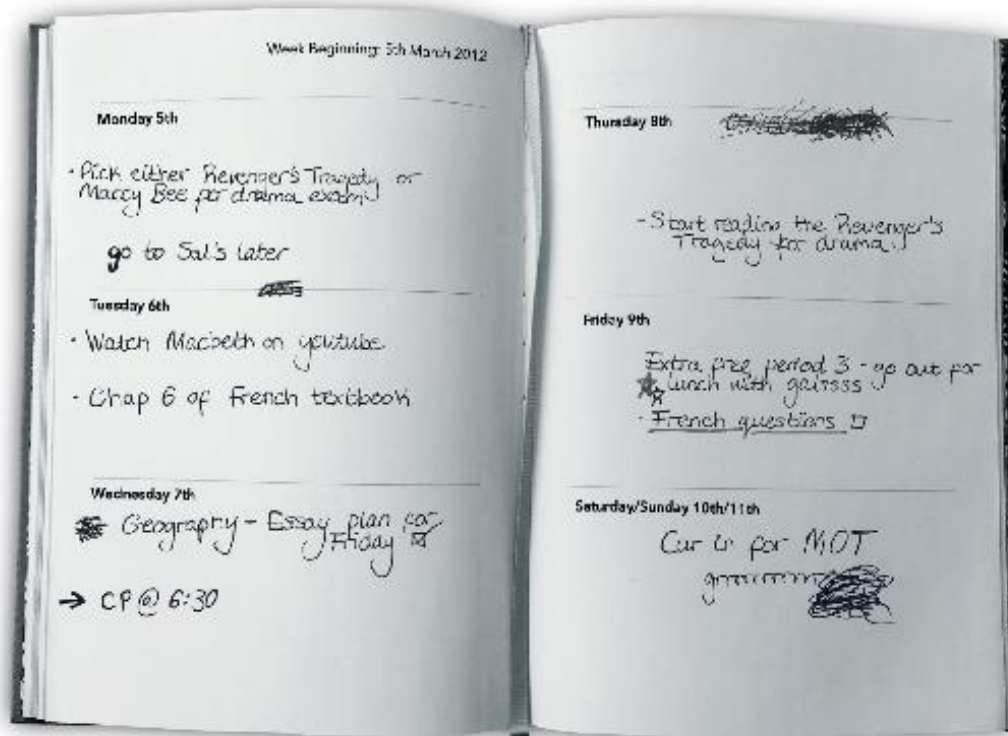 Week Beginning: 5th March 2012
Monday 5th
· Pick either Revenger's Tragedy or
Marcy Bee for drama exam!
go to Sal's later
Tuesday 6th
· Watch Macbeth on youtube
· Chap 6 of French textbook
Wednesday 7th
Geography - Essay plan for
Friday
→ CP @ 6:30
Thursday 8th
- Start reading the Revenger's
Tragedy for drama.
Friday 9th
Extra free period 3 - go out for
lunch with galssss
· French questions
Saturday/Sunday 10th/11th
Car in for MOT
grrrrrrrr